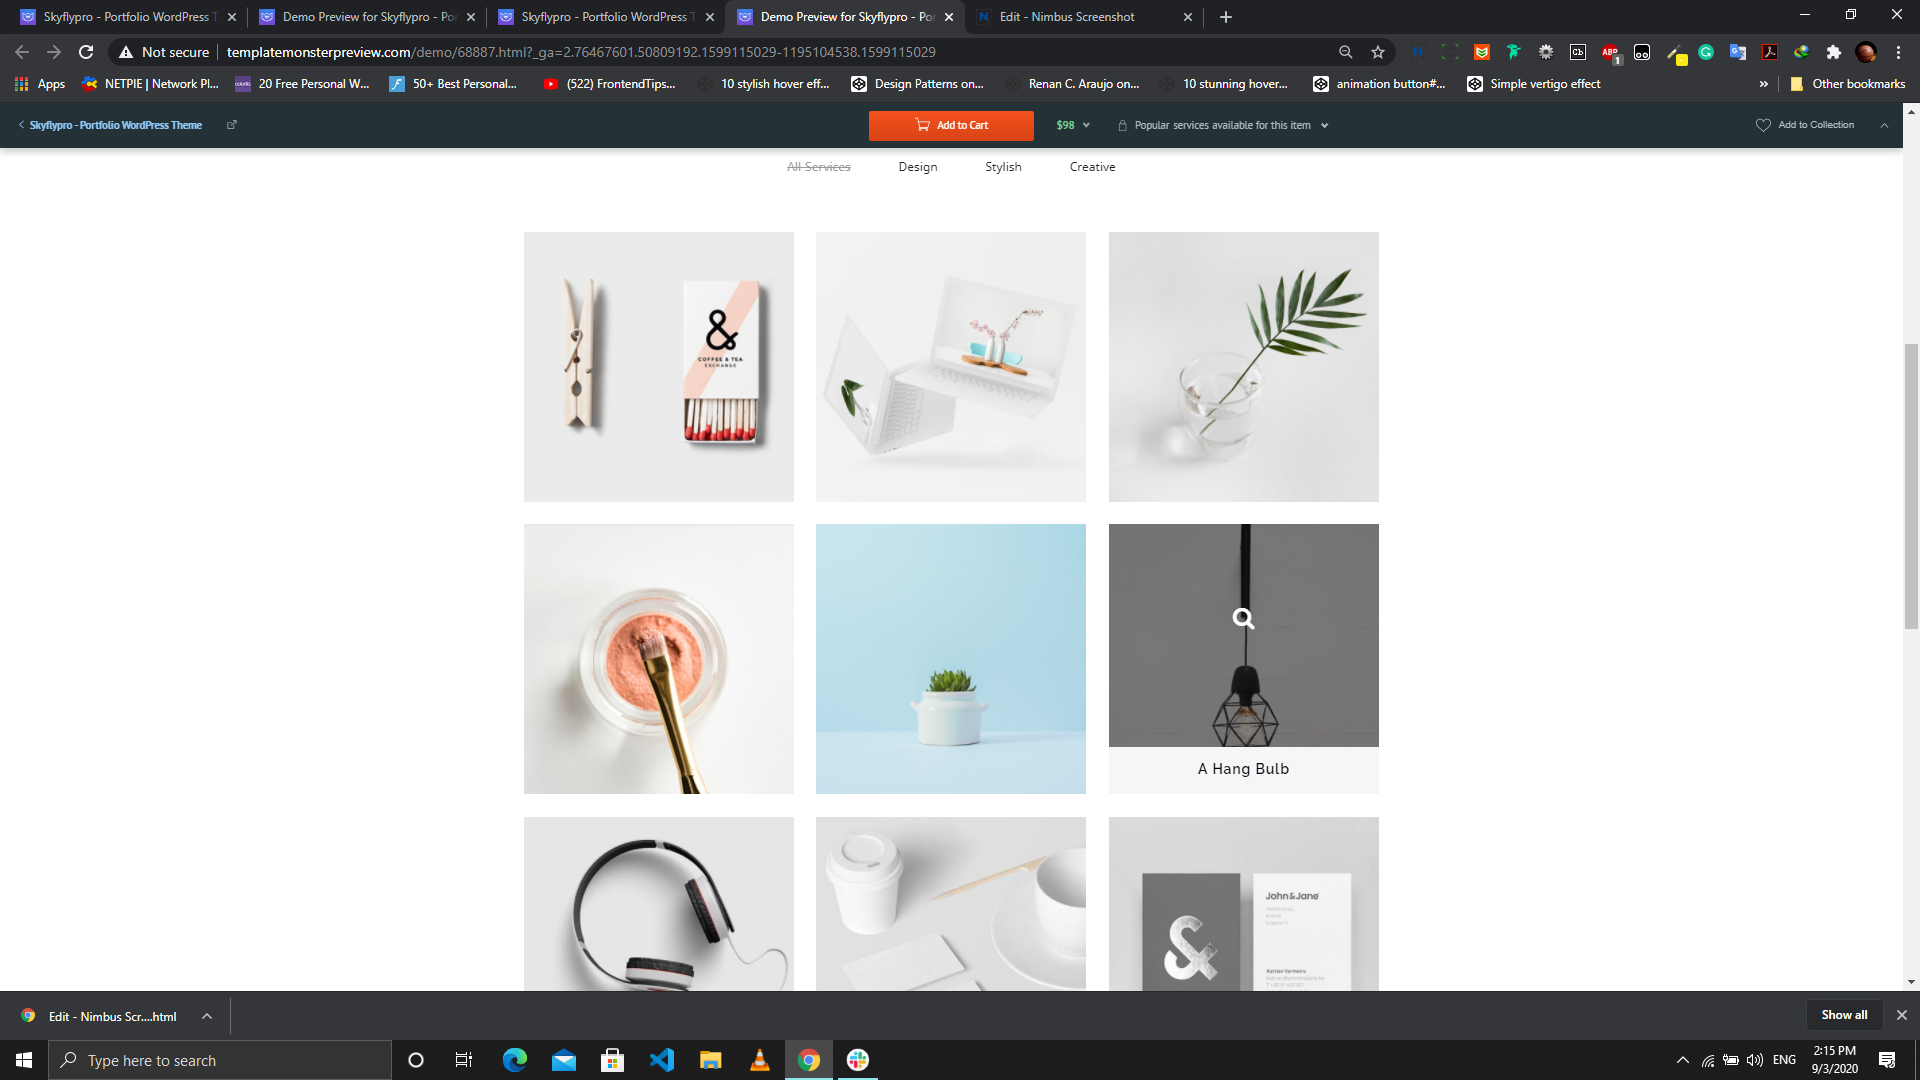 Skyflypro - Portfolio WordPress T
Demo Preview for Skyflypro - Por
Skyflypro - Portfolio WordPress T
Demo Preview for Skyflypro - Por
Edit - Nimbus Screenshot
Not secure
templatemonsterpreview.com/demo/68887.html?_ga=2.76467601.50809192.1599115029-1195104538.1599115029
Apps
NETPIE | Network Pl...
20 Free Personal W...
50+ Best Personal...
(522) FrontendTips...
10 stylish hover eff...
Design Patterns on...
Renan C. Araujo on...
10 stunning hover...
animation button#...
Simple vertigo effect
»
Other bookmarks
Skyflypro - Portfolio WordPress Theme
Add to Cart
$98
Popular services available for this item
Add to Collection
All Services
Design
Stylish
Creative
&
COFFEE & TEA
EXCHANGE
A Hang Bulb
&
John&Jane
Edit - Nimbus Scr....html
Show all
Type here to search
ENG
2:15 PM
9/3/2020